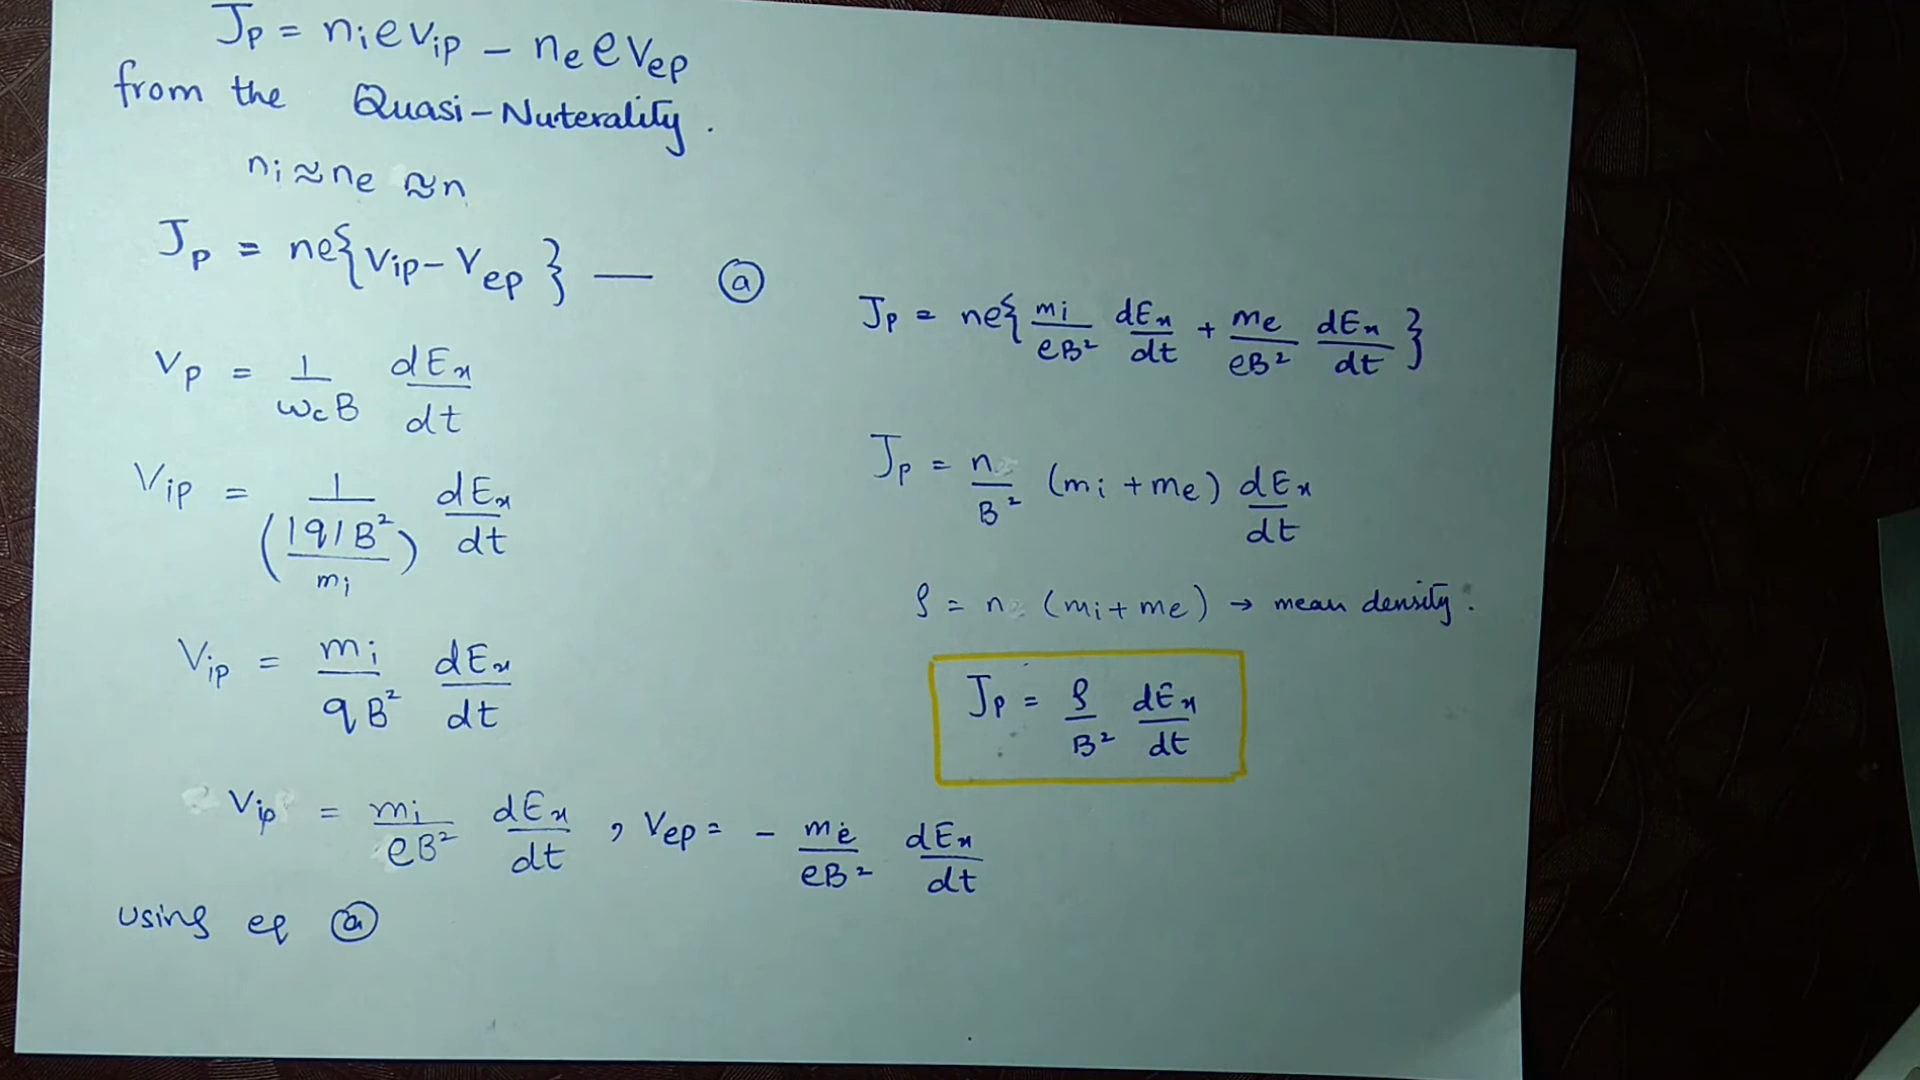 Jp = nievip − neevep
from the Quasi-Nuterality.
ni ≈ ne ≈ n
Jp = ne{vip − vep} — ⓐ
vp = 1/(ωcB) dEx/dt
Vip = 1/(|q|B²/mi) dEx/dt
Vip = mi/(qB²) dEx/dt
Vip = mi/(eB²) dEx/dt , Vep = − me/(eB²) dEx/dt
using eq ⓐ
Jp = ne{mi/(eB²) dEx/dt + me/(eB²) dEx/dt}
Jp = n/B² (mi + me) dEx/dt
ρ = n (mi + me) → mean density.
Jp = ρ/B² dEx/dt